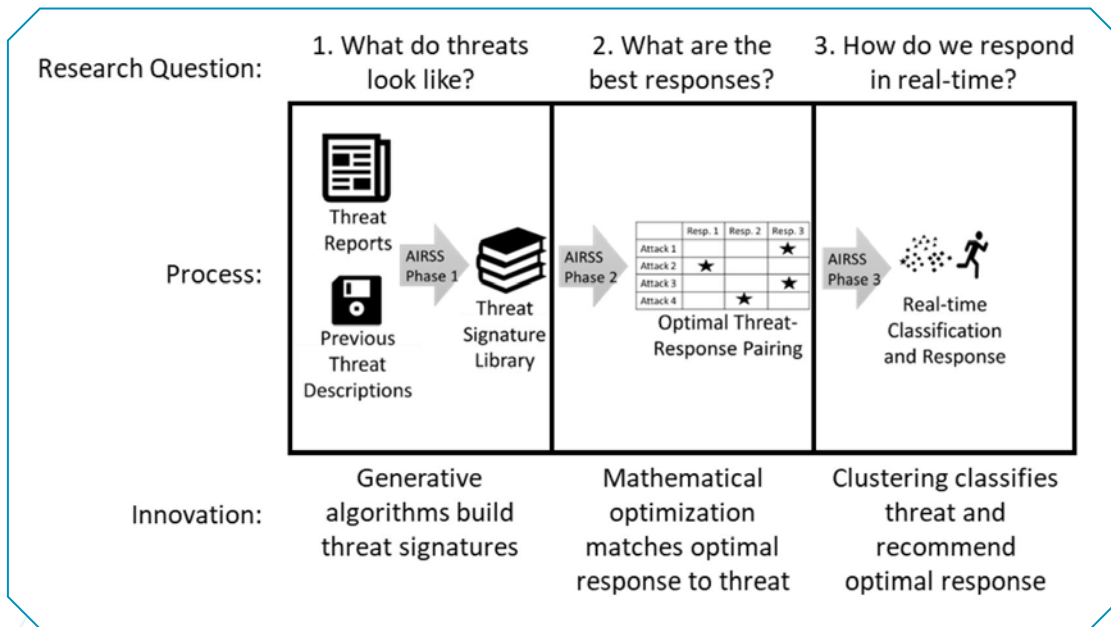 Research Question:
1. What do threats
look like?
2. What are the
best responses?
3. How do we respond
in real-time?
Process:
Threat
Reports
Previous
Threat
Descriptions
AIRSS
Phase 1
Threat
Signature
Library
AIRSS
Phase 2
Resp. 1 Resp. 2 Resp. 3
Attack 1 ★
Attack 2 ★
Attack 3 ★
Attack 4 ★
Optimal Threat-
Response Pairing
AIRSS
Phase 3
Real-time
Classification
and Response
Innovation:
Generative
algorithms build
threat signatures
Mathematical
optimization
matches optimal
response to threat
Clustering classifies
threat and
recommend
optimal response